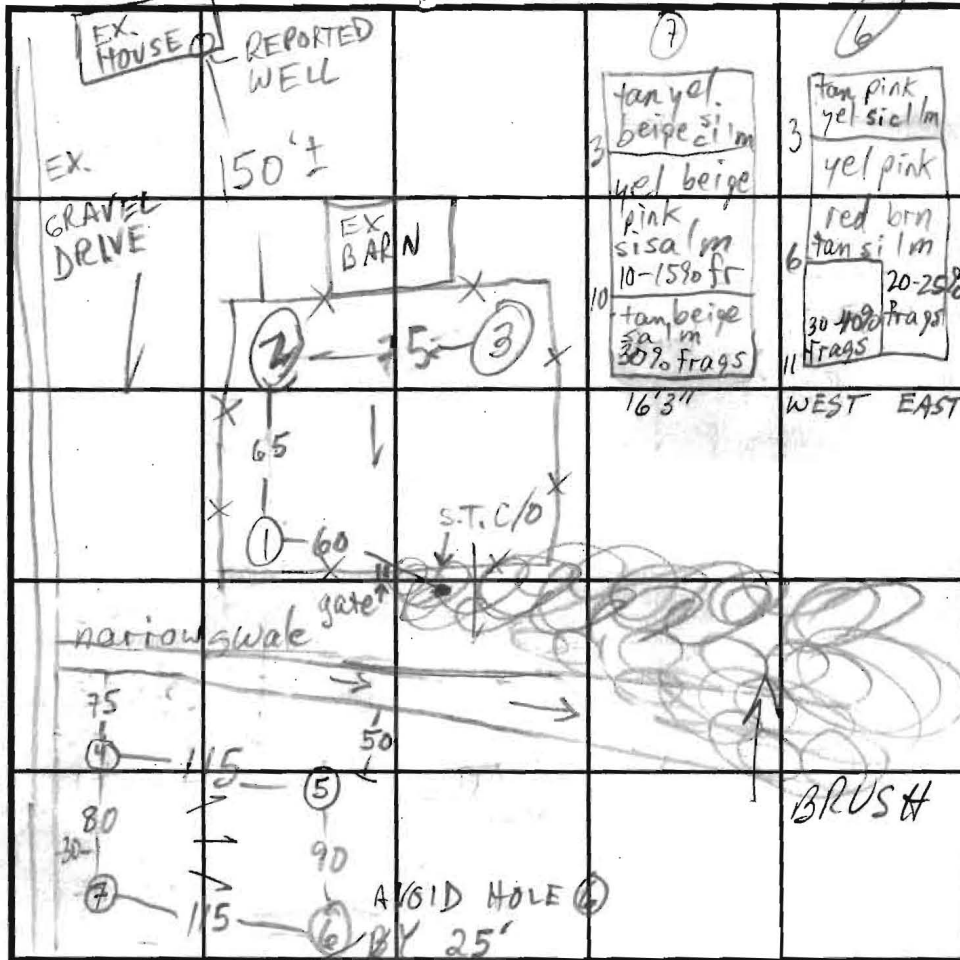 EX.
HOUSE
REPORTED
WELL
150'±
EX.
GRAVEL
DRIVE
EX
BARN
2
75
3
65
1
60
S.T. C/O
gate
narrow swale
75
4
115
50
5
80
30
90
7
115
6
AVOID HOLE 6
BY 25'
BRUSH
7
tan yel.
beige si
cl lm
3
yel beige
pink
sisalm
10-15% fr
10
tan, beige
sa lm
30% frags
16'3"
6
tan pink
yel sicl lm
3
yel pink
red brn
tan si lm
6
20-25%
frags
30-40%
frags
11
WEST EAST